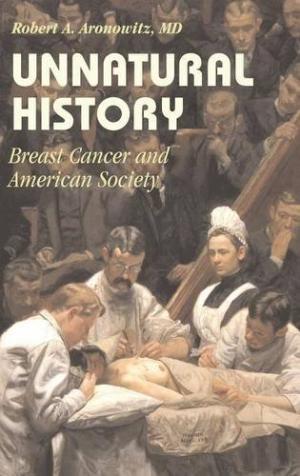 Robert A. Aronowitz, MD
UNNATURAL
HISTORY
Breast Cancer and
American Society